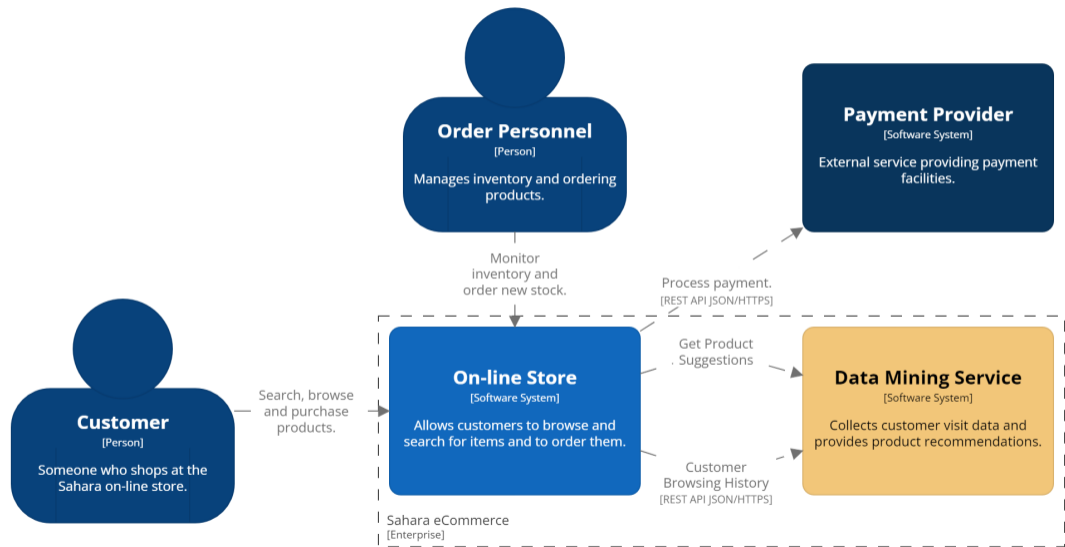 Order Personnel
[Person]
Manages inventory and ordering
products.
Payment Provider
[Software System]
External service providing payment
facilities.
Monitor
inventory and
order new stock.
Process payment.
[REST API JSON/HTTPS]
Customer
[Person]
Someone who shops at the
Sahara on-line store.
Search, browse
and purchase
products.
On-line Store
[Software System]
Allows customers to browse and
search for items and to order them.
Get Product
Suggestions
Customer
Browsing History
[REST API JSON/HTTPS]
Data Mining Service
[Software System]
Collects customer visit data and
provides product recommendations.
Sahara eCommerce
[Enterprise]